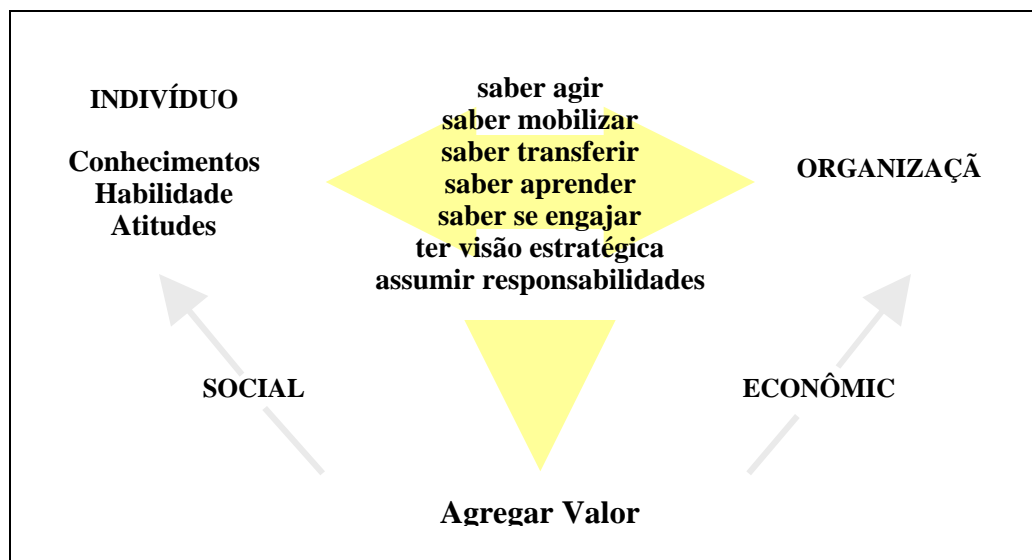 INDIVÍDUO
Conhecimentos
Habilidade
Atitudes
saber agir
saber mobilizar
saber transferir
saber aprender
saber se engajar
ter visão estratégica
assumir responsabilidades
ORGANIZAÇÃ
SOCIAL
ECONÔMIC
Agregar Valor